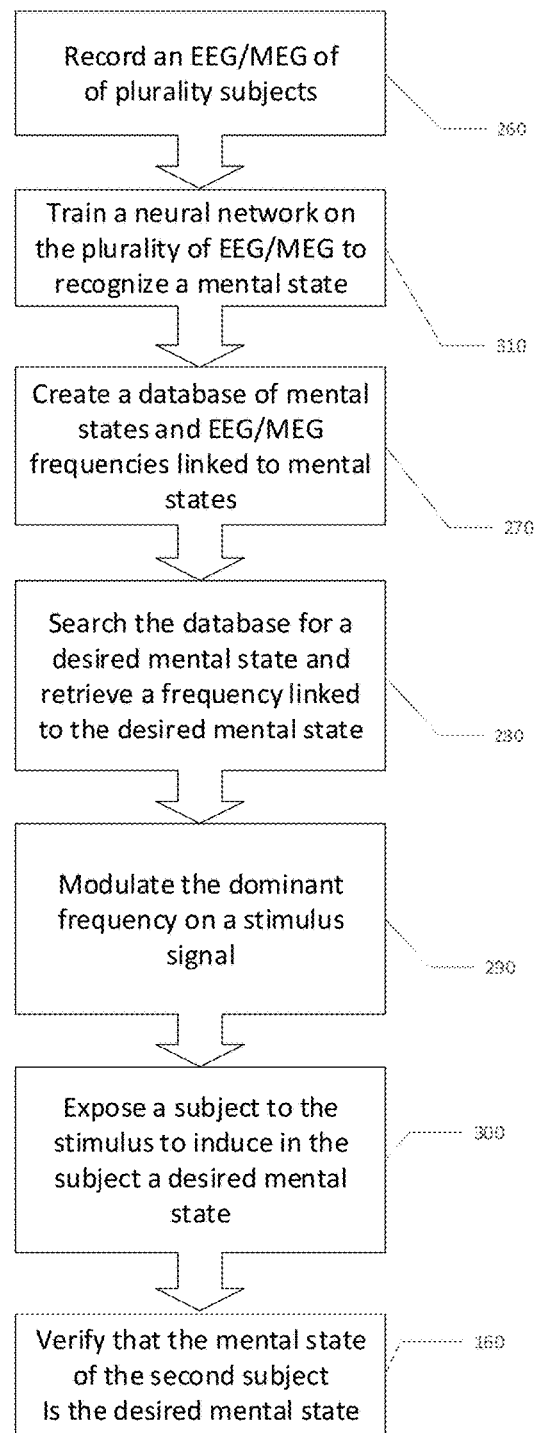 Record an EEG/MEG of
of plurality subjects
260
Train a neural network on
the plurality of EEG/MEG to
recognize a mental state
310
Create a database of mental
states and EEG/MEG
frequencies linked to mental
states
270
Search the database for a
desired mental state and
retrieve a frequency linked
to the desired mental state
280
Modulate the dominant
frequency on a stimulus
signal
290
Expose a subject to the
stimulus to induce in the
subject a desired mental
state
300
Verify that the mental state
of the second subject
Is the desired mental state
160